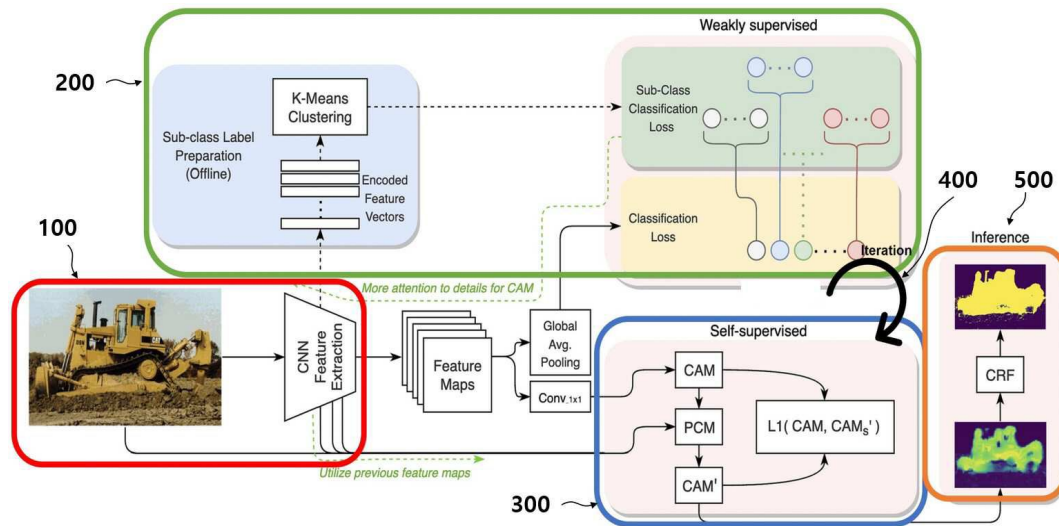 Weakly supervised
200
K-Means
Clustering
Sub-class Label
Preparation
(Offline)
Encoded
Feature
Vectors
Sub-Class
Classification
Loss
Classification
Loss
400
500
Iteration
Inference
100
More attention to details for CAM
CNN
Feature
Extraction
Feature
Maps
Global
Avg.
Pooling
Conv.1x1
Self-supervised
CAM
PCM
CAM'
L1( CAM, CAMs' )
CRF
Utilize previous feature maps
300